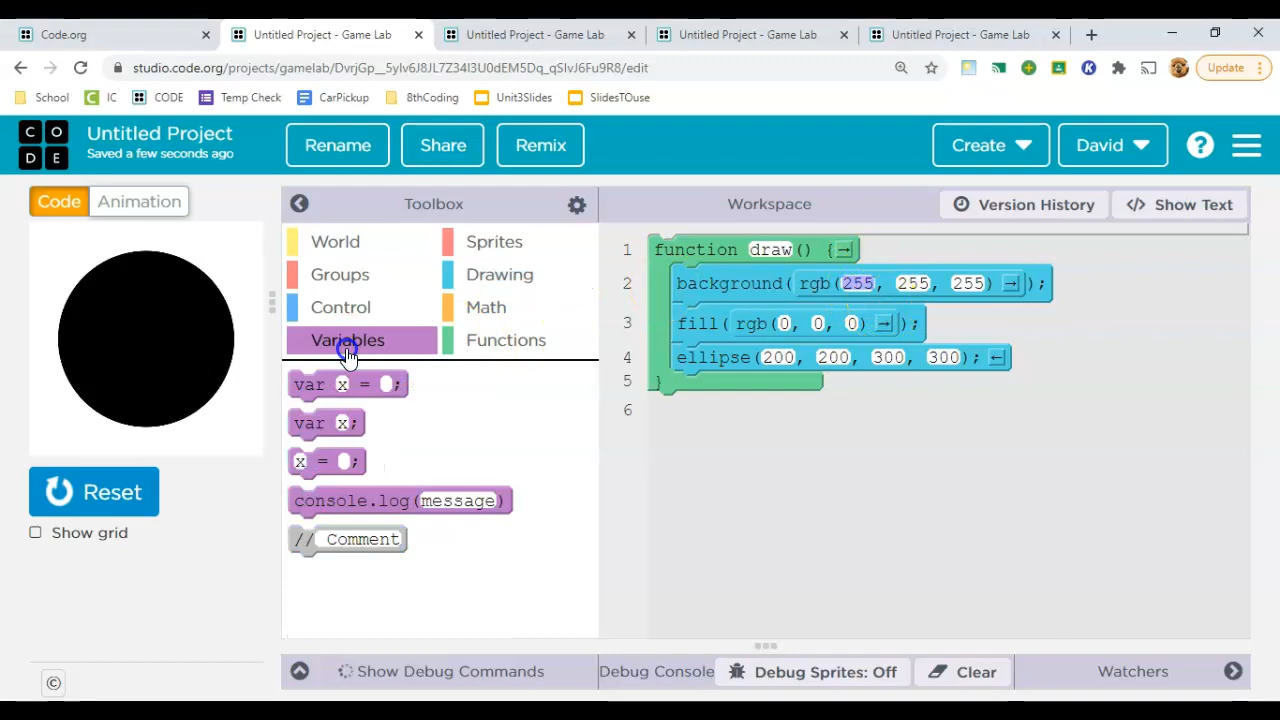 Code.org
Untitled Project - Game Lab
Untitled Project - Game Lab
Untitled Project - Game Lab
Untitled Project - Game Lab
studio.code.org/projects/gamelab/DvrjGp__5yIv6J8JL7Z34I3U0dEM5Dq_qSIvJ6Fu9R8/edit
Update
School
IC
CODE
Temp Check
CarPickup
8thCoding
Unit3Slides
SlidesTOuse
C O
D E
Untitled Project
Saved a few seconds ago
Rename
Share
Remix
Create
David
?
Code
Animation
Toolbox
Workspace
Version History
</> Show Text
World
Sprites
Groups
Drawing
Control
Math
Variables
Functions
var x = ;
var x;
x = ;
console.log(message)
// Comment
1 function draw() {
2 background(rgb(255, 255, 255));
3 fill(rgb(0, 0, 0));
4 ellipse(200, 200, 300, 300);
5 }
6
Reset
Show grid
©
Show Debug Commands
Debug Console
Debug Sprites: Off
Clear
Watchers